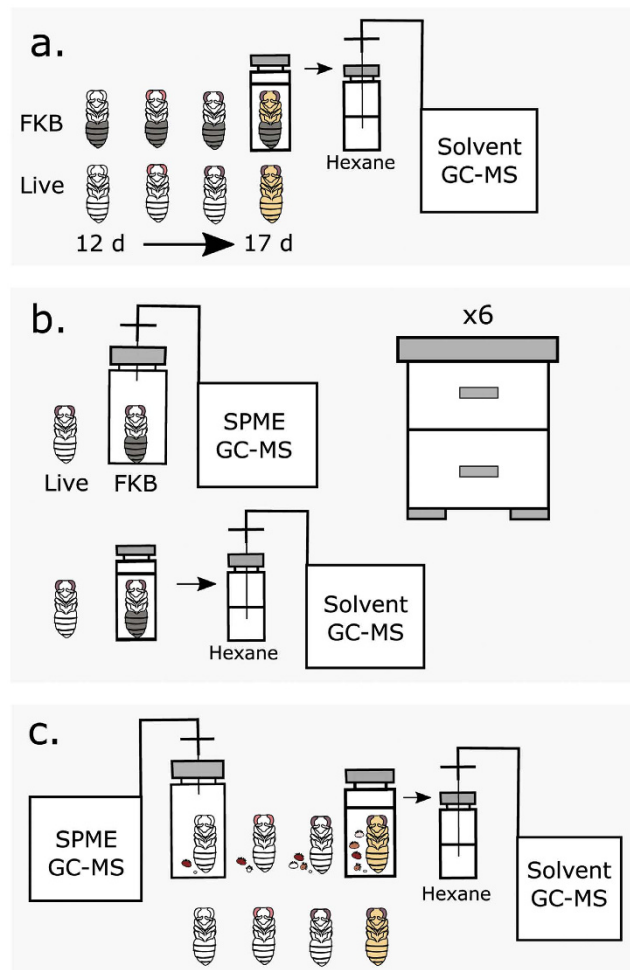 a.
FKB
Live
12 d
17 d
Hexane
Solvent
GC-MS
b.
x6
SPME
GC-MS
Live
FKB
Hexane
Solvent
GC-MS
c.
SPME
GC-MS
Hexane
Solvent
GC-MS